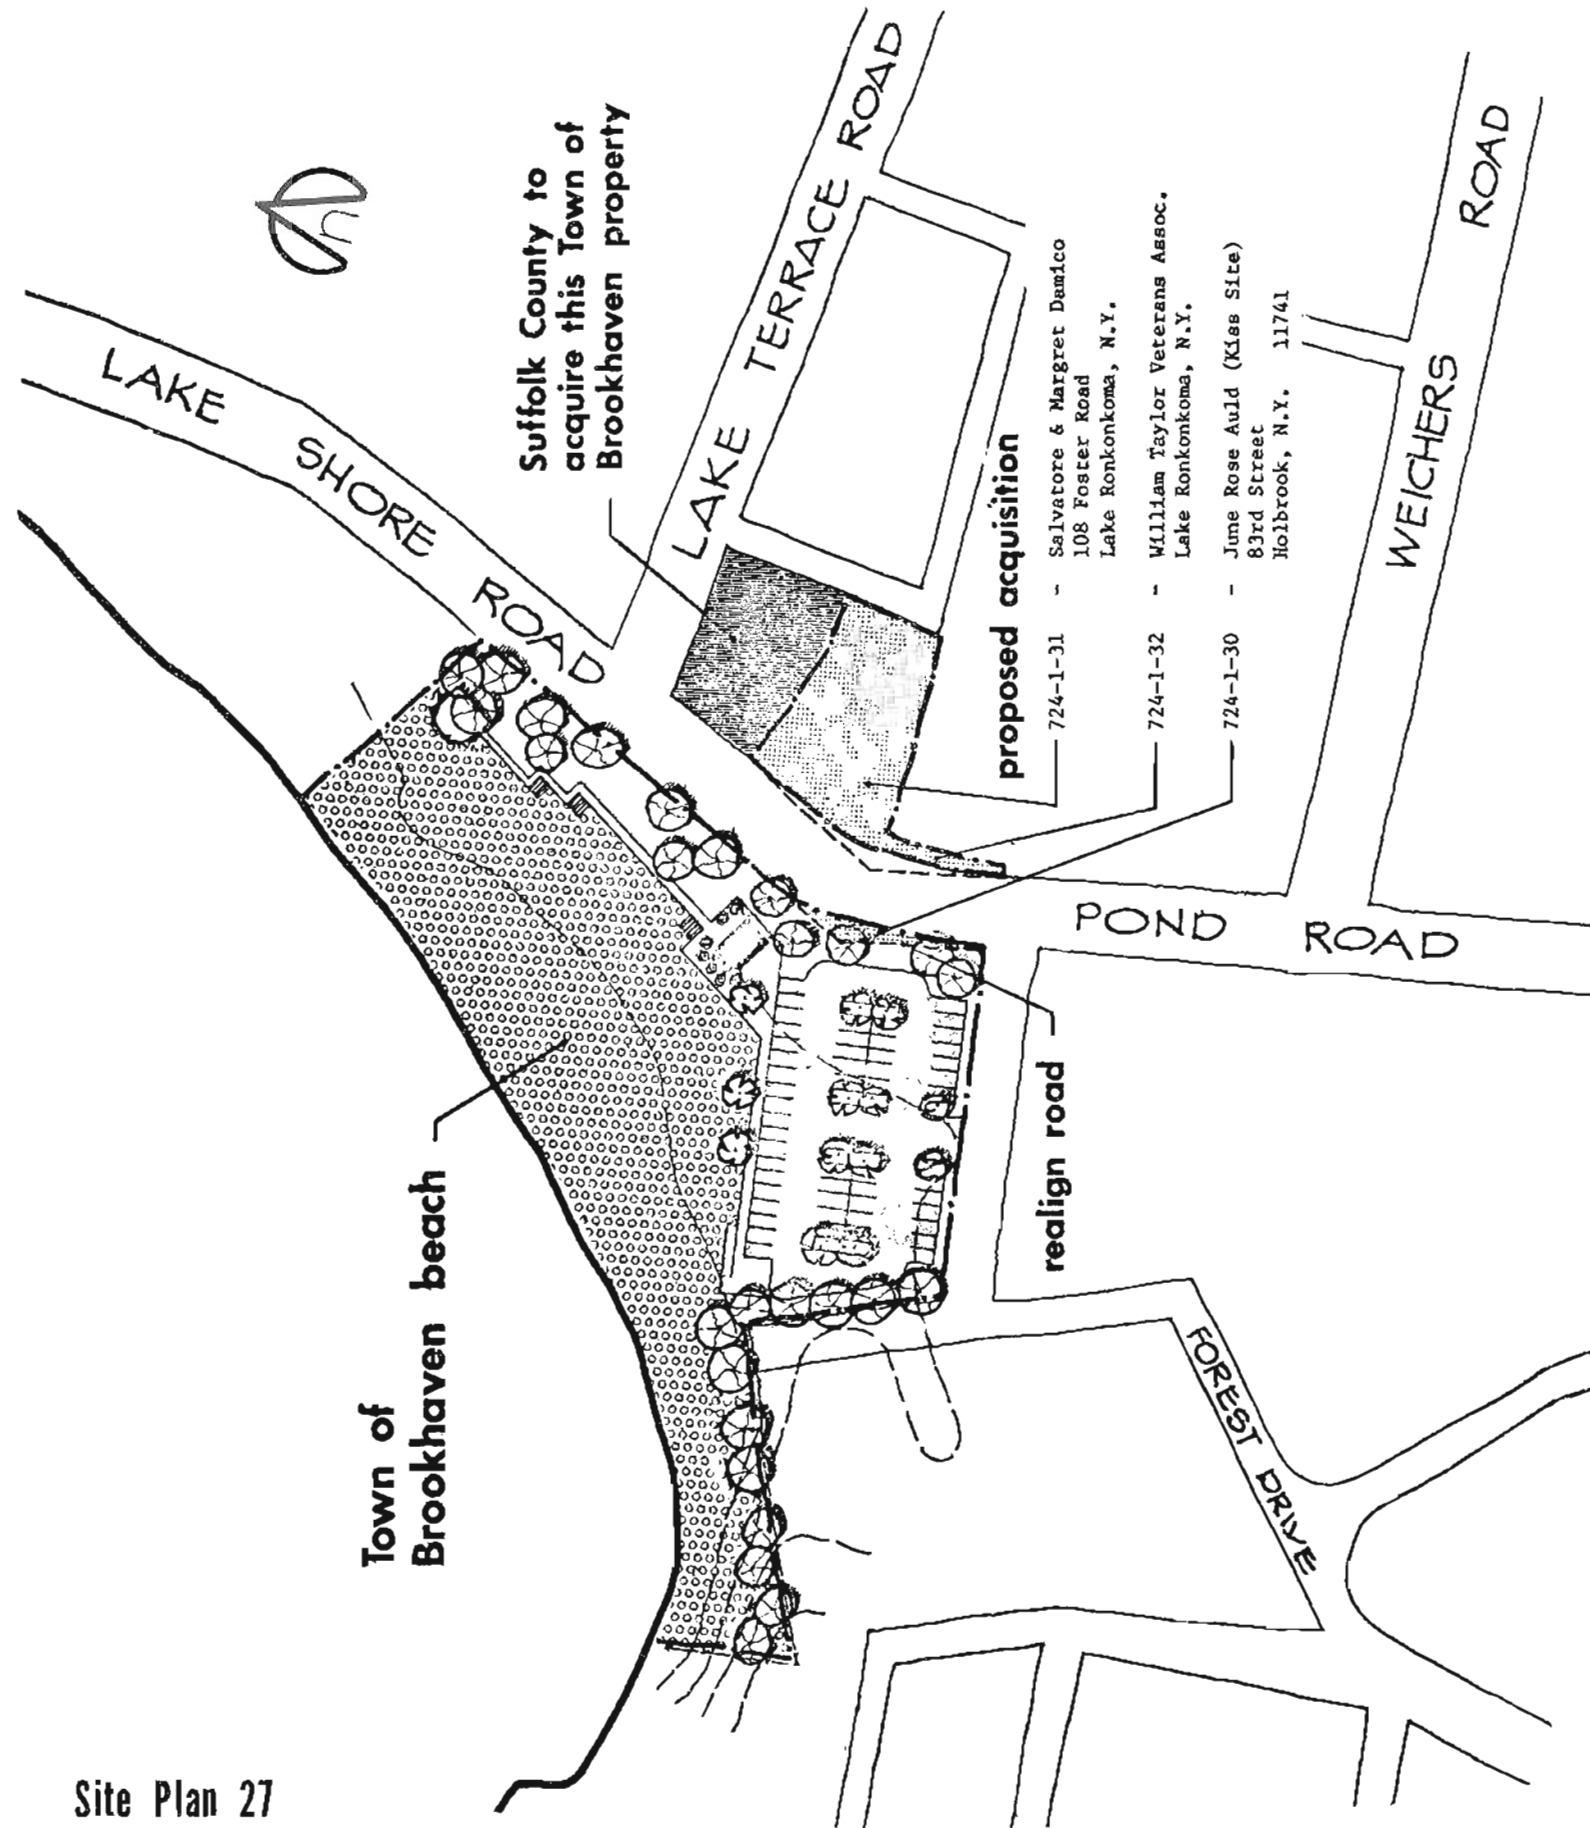 LAKE SHORE ROAD
Suffolk County to
acquire this Town of
Brookhaven property
LAKE TERRACE ROAD
proposed acquisition
724-1-31 - Salvatore & Margret Damico
108 Foster Road
Lake Ronkonkoma, N.Y.
724-1-32 - William Taylor Veterans Assoc.
Lake Ronkonkoma, N.Y.
724-1-30 - June Rose Auld (Kiss Site)
83rd Street
Holbrook, N.Y. 11741
WEICHERS ROAD
POND ROAD
realign road
Town of
Brookhaven beach
FOREST DRIVE
Site Plan 27